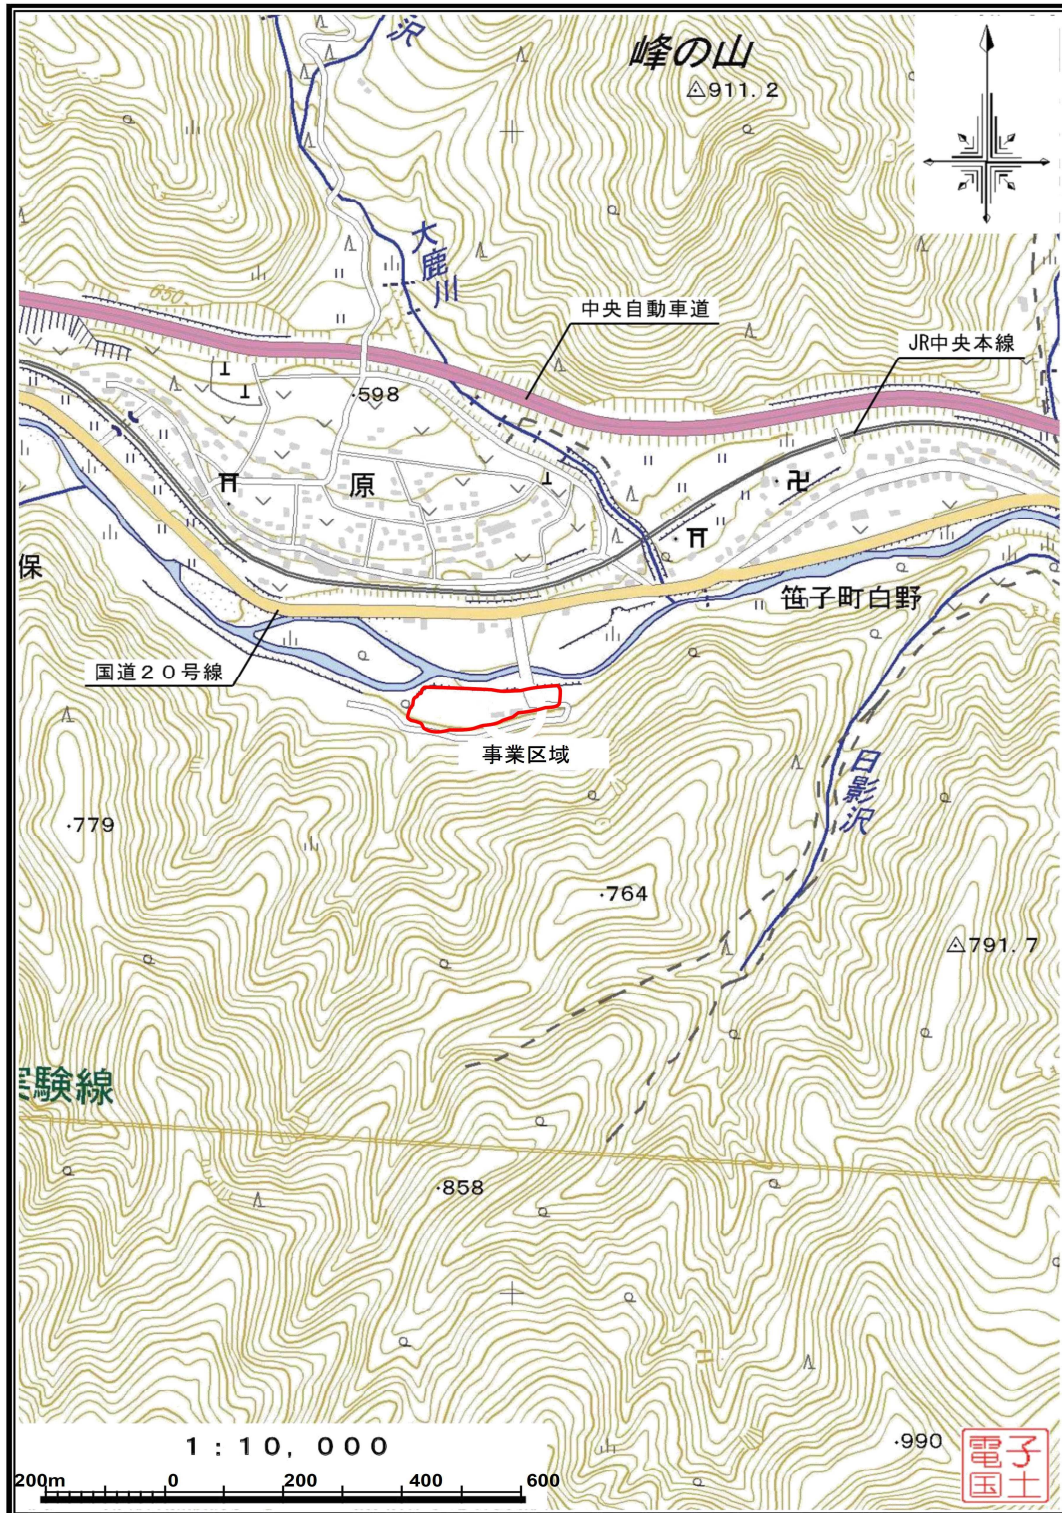 沢
峰の山
911.2
大鹿川
650
中央自動車道
JR中央本線
598
原
保
笹子町白野
国道20号線
事業区域
日影沢
779
764
791.7
実験線
858
990
1:10,000
200m 0 200 400 600
電子
国土